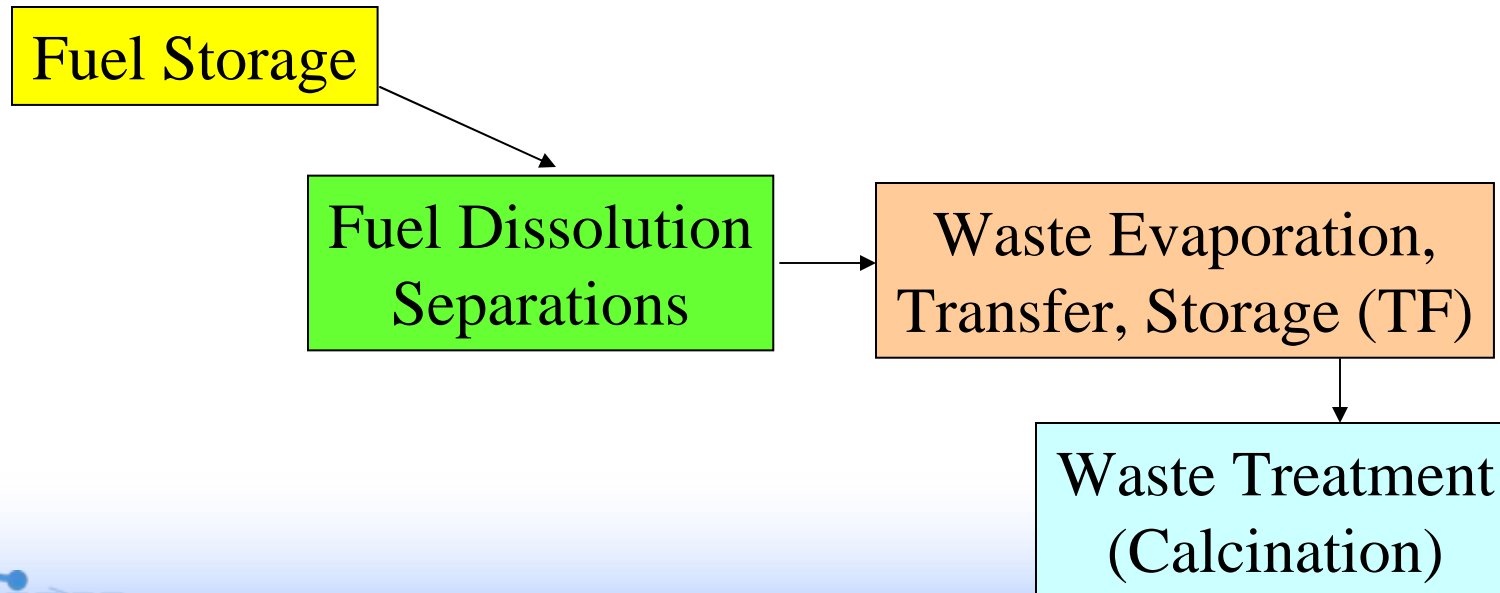 Fuel Storage
Fuel Dissolution
Separations
Waste Evaporation,
Transfer, Storage (TF)
Waste Treatment
(Calcination)